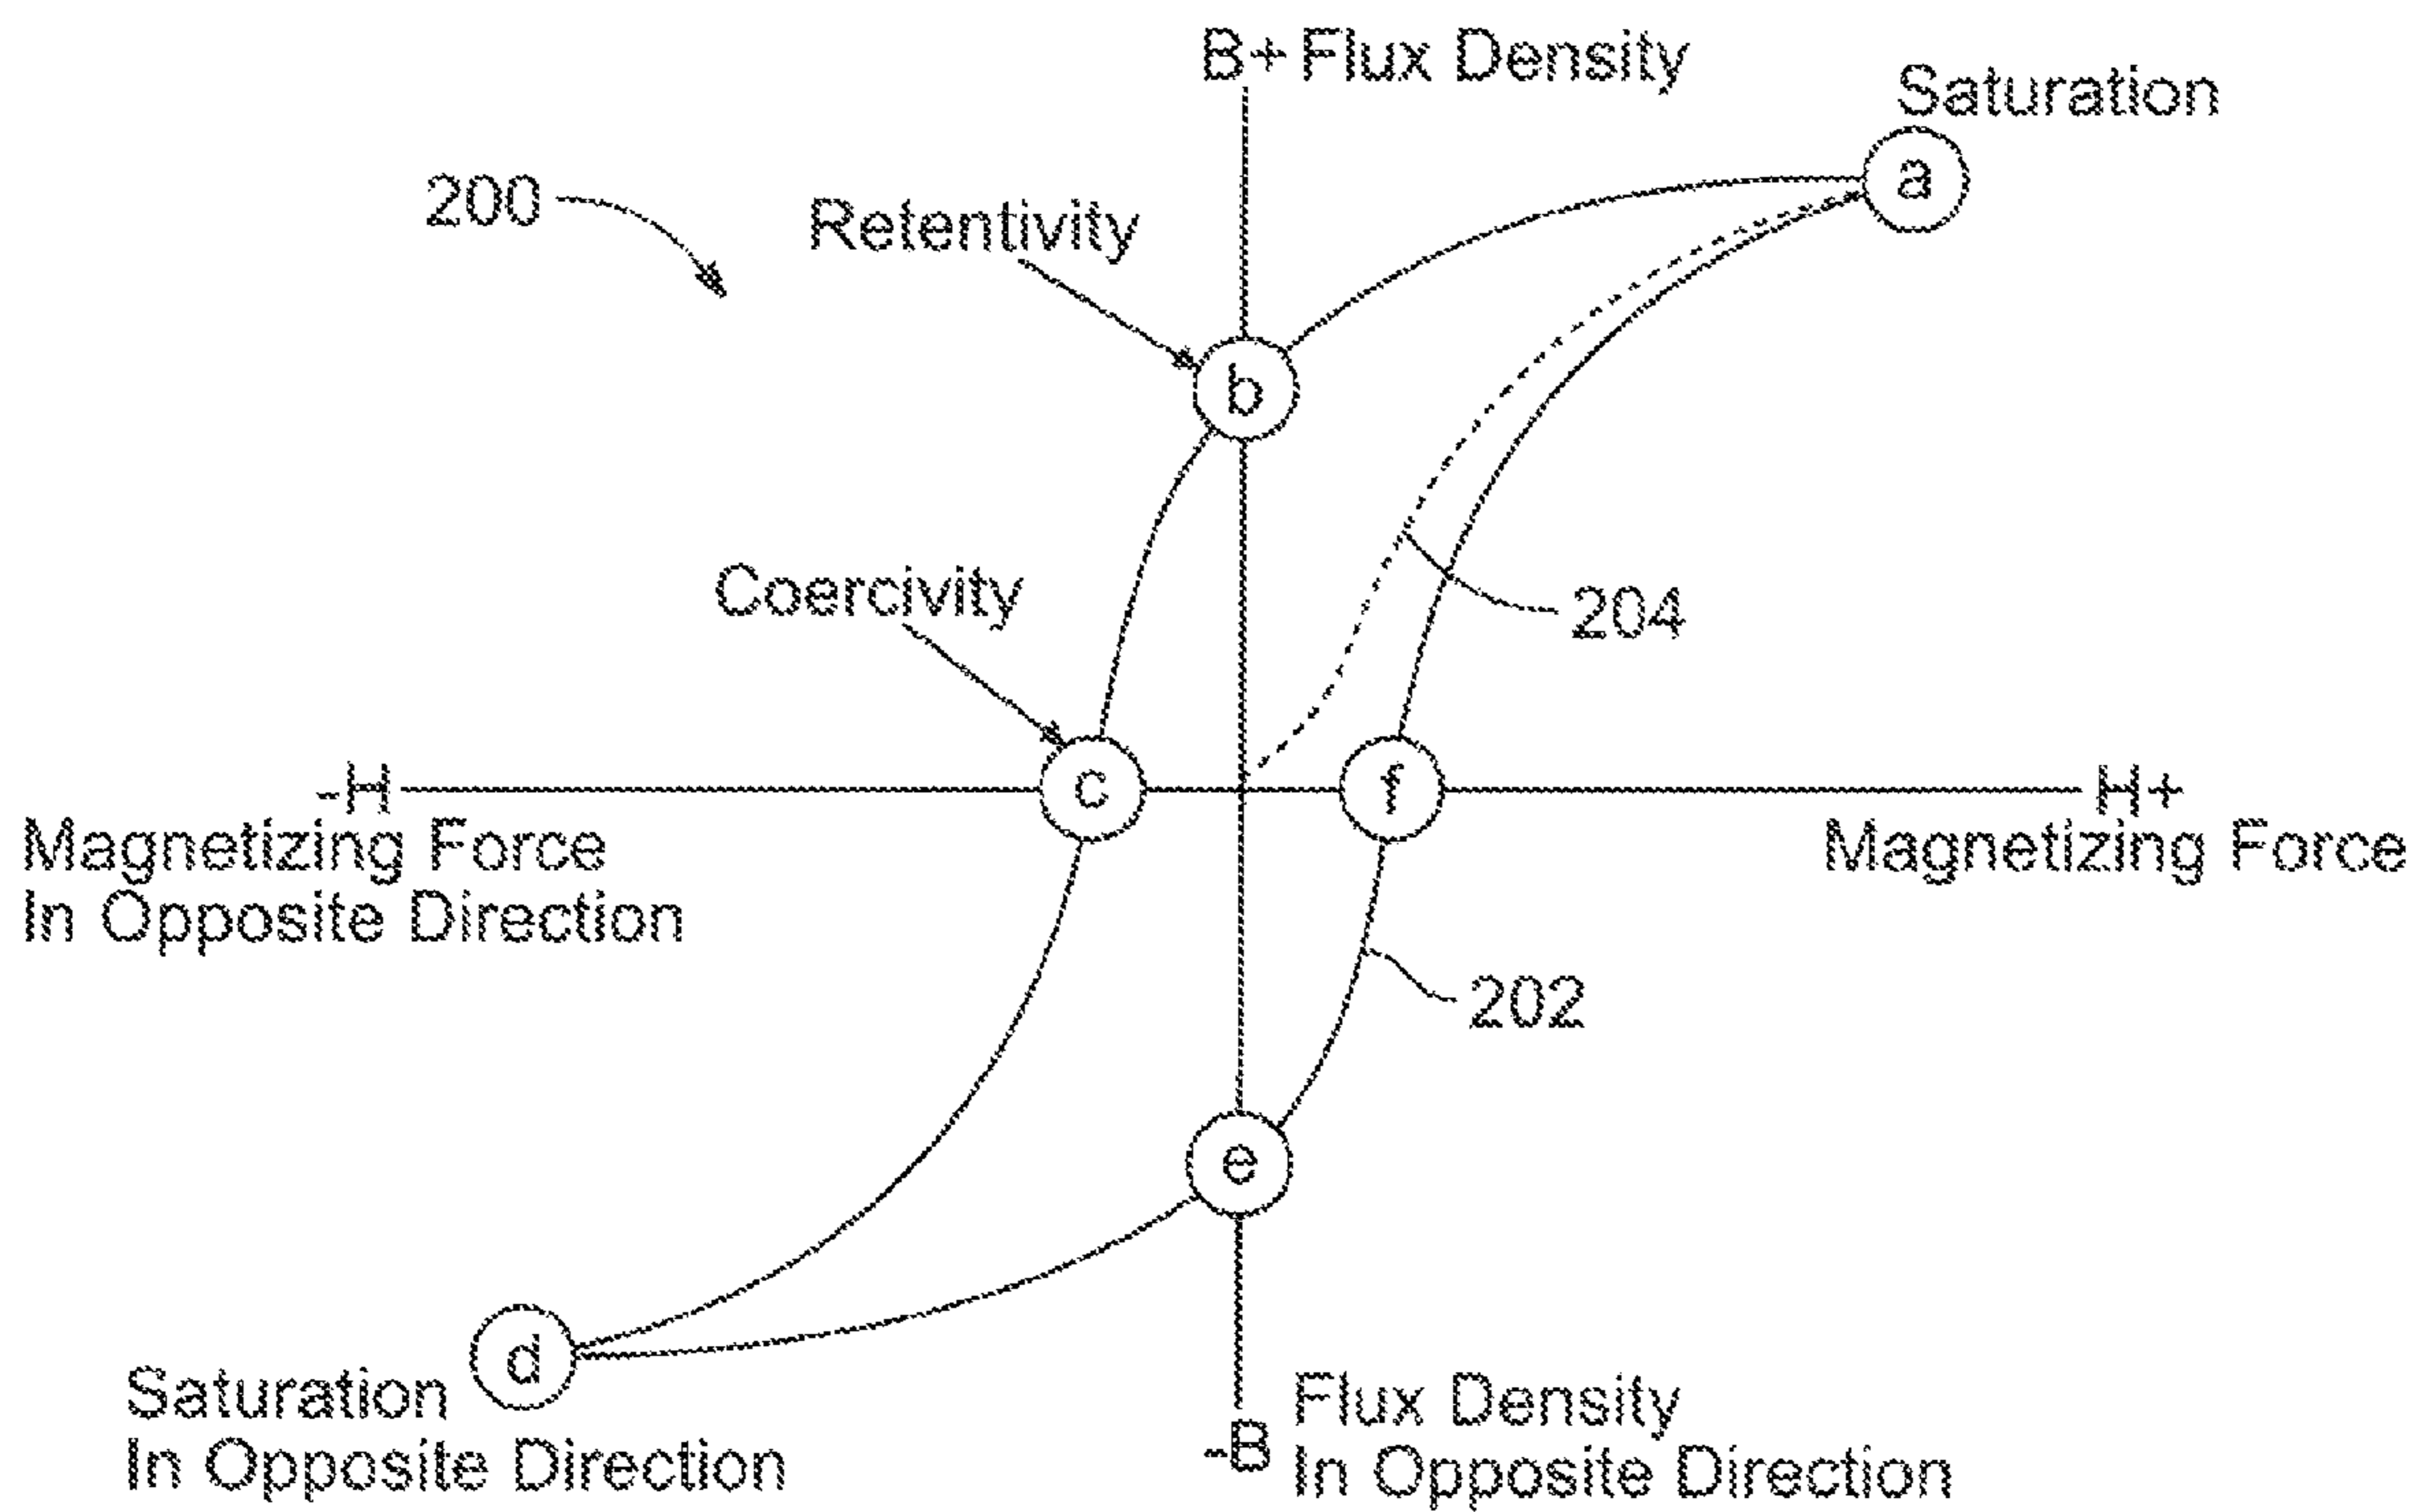 B+ Flux Density
Saturation
a
200
Retentivity
b
Coercivity
204
c
f
-H
H+
Magnetizing Force
In Opposite Direction
Magnetizing Force
202
e
d
Saturation
In Opposite Direction
-B
Flux Density
In Opposite Direction